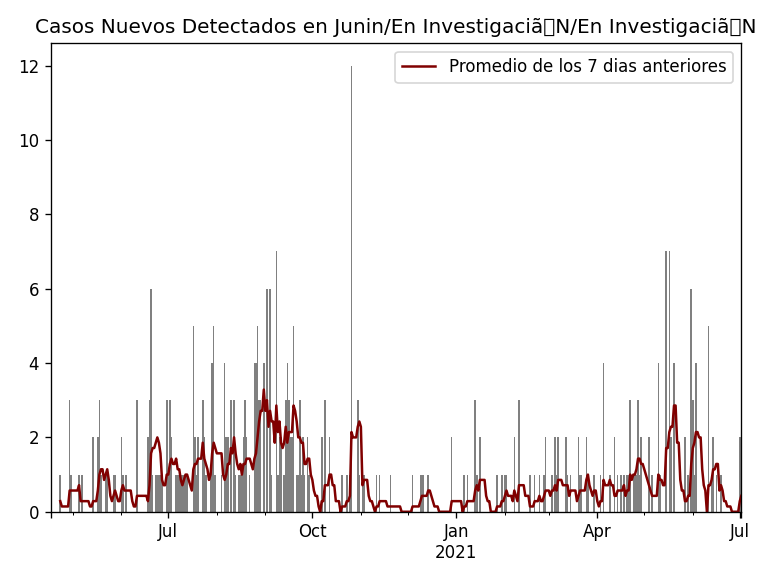 Casos Nuevos Detectados en Junin/En Investigaciã▯N/En Investigaciã▯N
Promedio de los 7 dias anteriores
12
10
8
6
4
2
0
Jul Oct Jan Apr Jul
2021